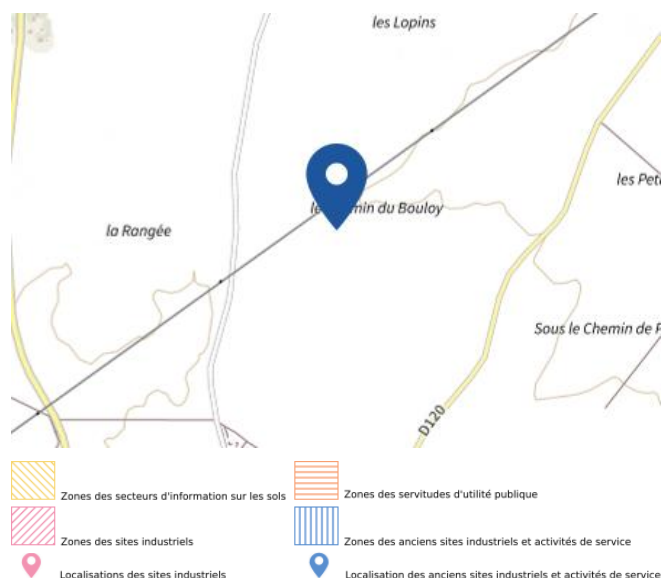 les Lopins
les Pet
le
min du Bouloy
la Rangée
Sous le Chemin de P
D120
Zones des secteurs d'information sur les sols
Zones des servitudes d'utilité publique
Zones des sites industriels
Zones des anciens sites industriels et activités de service
Localisations des sites industriels
Localisation des anciens sites industriels et activités de service